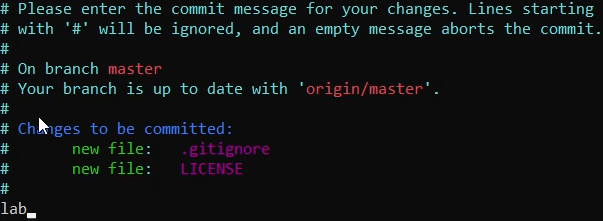 # Please enter the commit message for your changes. Lines starting
# with '#' will be ignored, and an empty message aborts the commit.
#
# On branch master
# Your branch is up to date with 'origin/master'.
#
# Changes to be committed:
#       new file:   .gitignore
#       new file:   LICENSE
#
lab